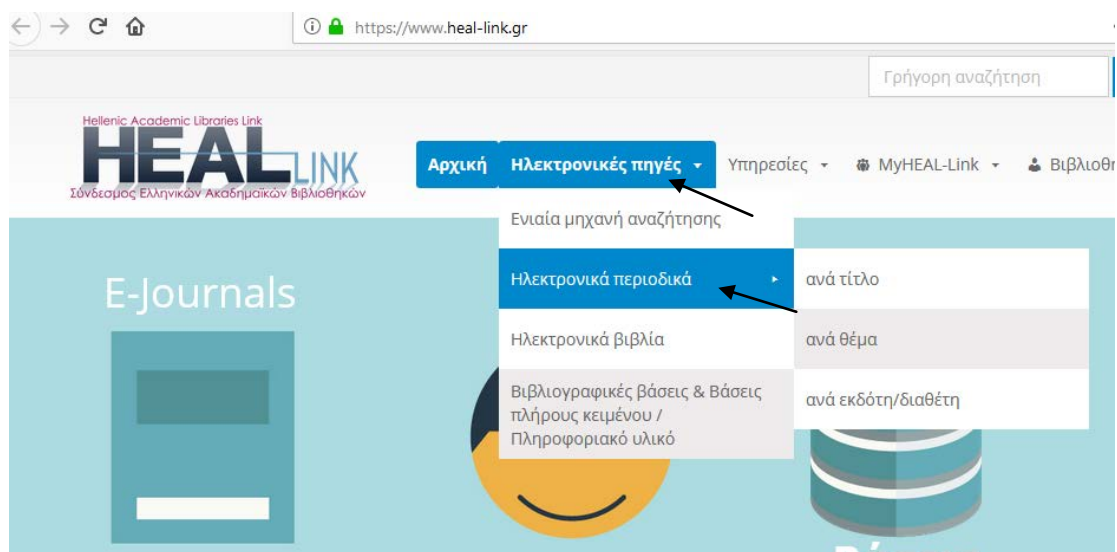 https://www.heal-link.gr
Γρήγορη αναζήτηση
Hellenic Academic Libraries Link
HEAL LINK
Σύνδεσμος Ελληνικών Ακαδημαϊκών Βιβλιοθηκών
Αρχική Ηλεκτρονικές πηγές Υπηρεσίες MyHEAL-Link
Ενιαία μηχανή αναζήτησης
Ηλεκτρονικά περιοδικά
ανά τίτλο
Ηλεκτρονικά βιβλία
ανά θέμα
Βιβλιογραφικές βάσεις & Βάσεις
πλήρους κειμένου /
Πληροφοριακό υλικό
ανά εκδότη/διαθέτη
E-Journals